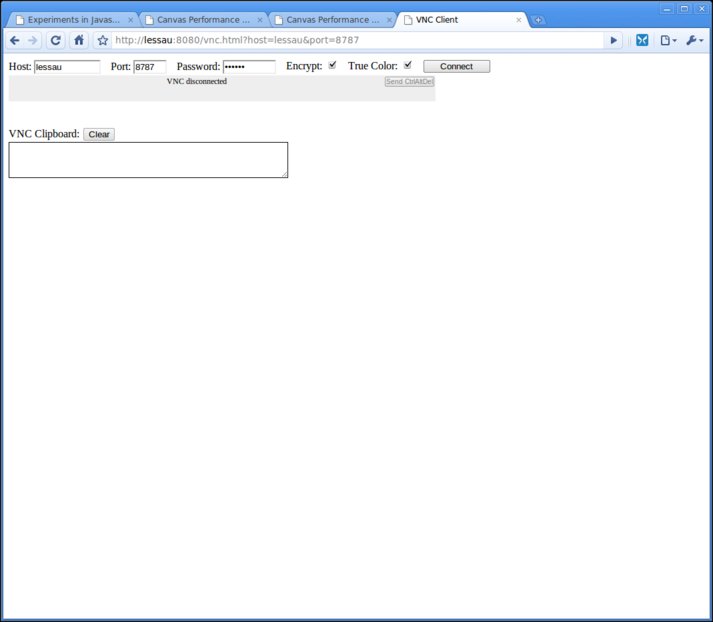 Experiments in Javas... Canvas Performance ... Canvas Performance ... VNC Client
http://lessau:8080/vnc.html?host=lessau&port=8787
Host: lessau Port: 8787 Password: •••••• Encrypt: True Color: Connect
VNC disconnected Send CtrlAltDel
VNC Clipboard: Clear